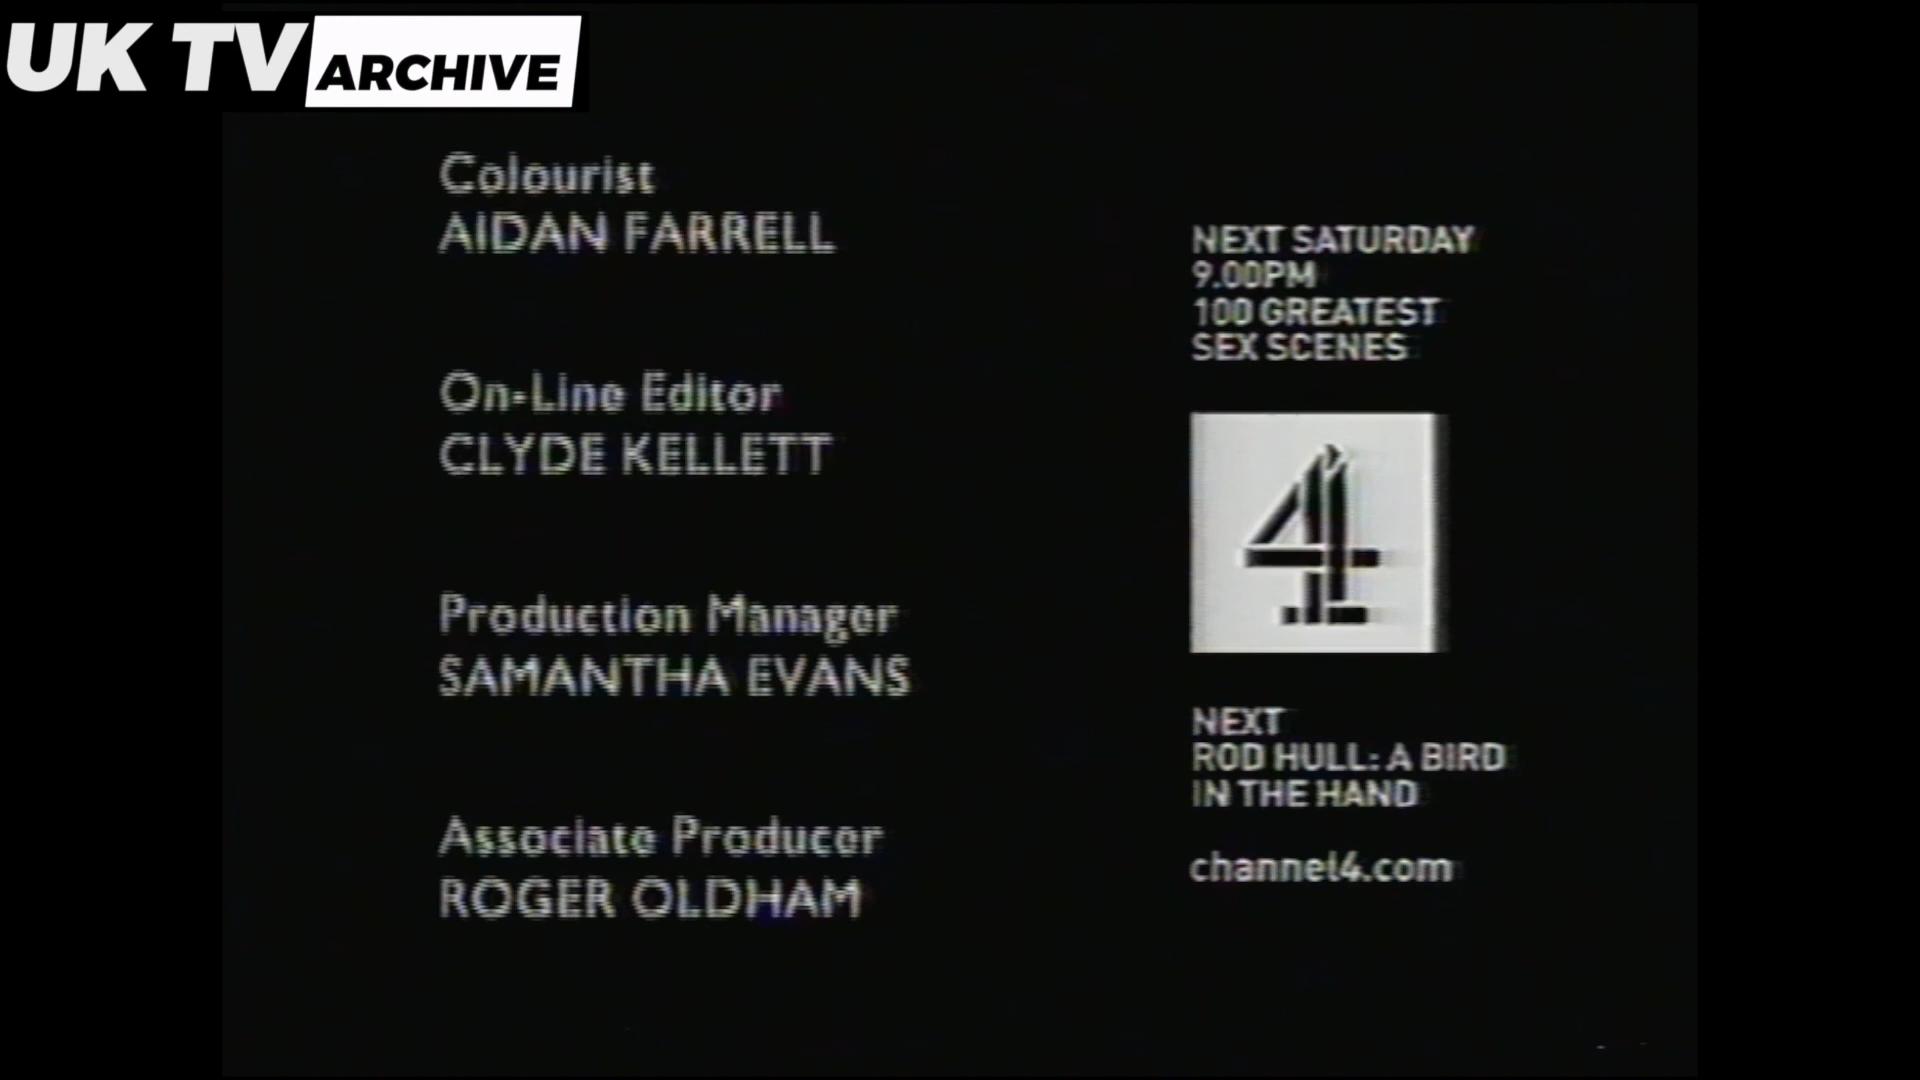 UK TV ARCHIVE
Colourist
AIDAN FARRELL
On-Line Editor
CLYDE KELLETT
Production Manager
SAMANTHA EVANS
Associate Producer
ROGER OLDHAM
NEXT SATURDAY
9.00PM
100 GREATEST
SEX SCENES
4
NEXT
ROD HULL: A BIRD
IN THE HAND
channel4.com